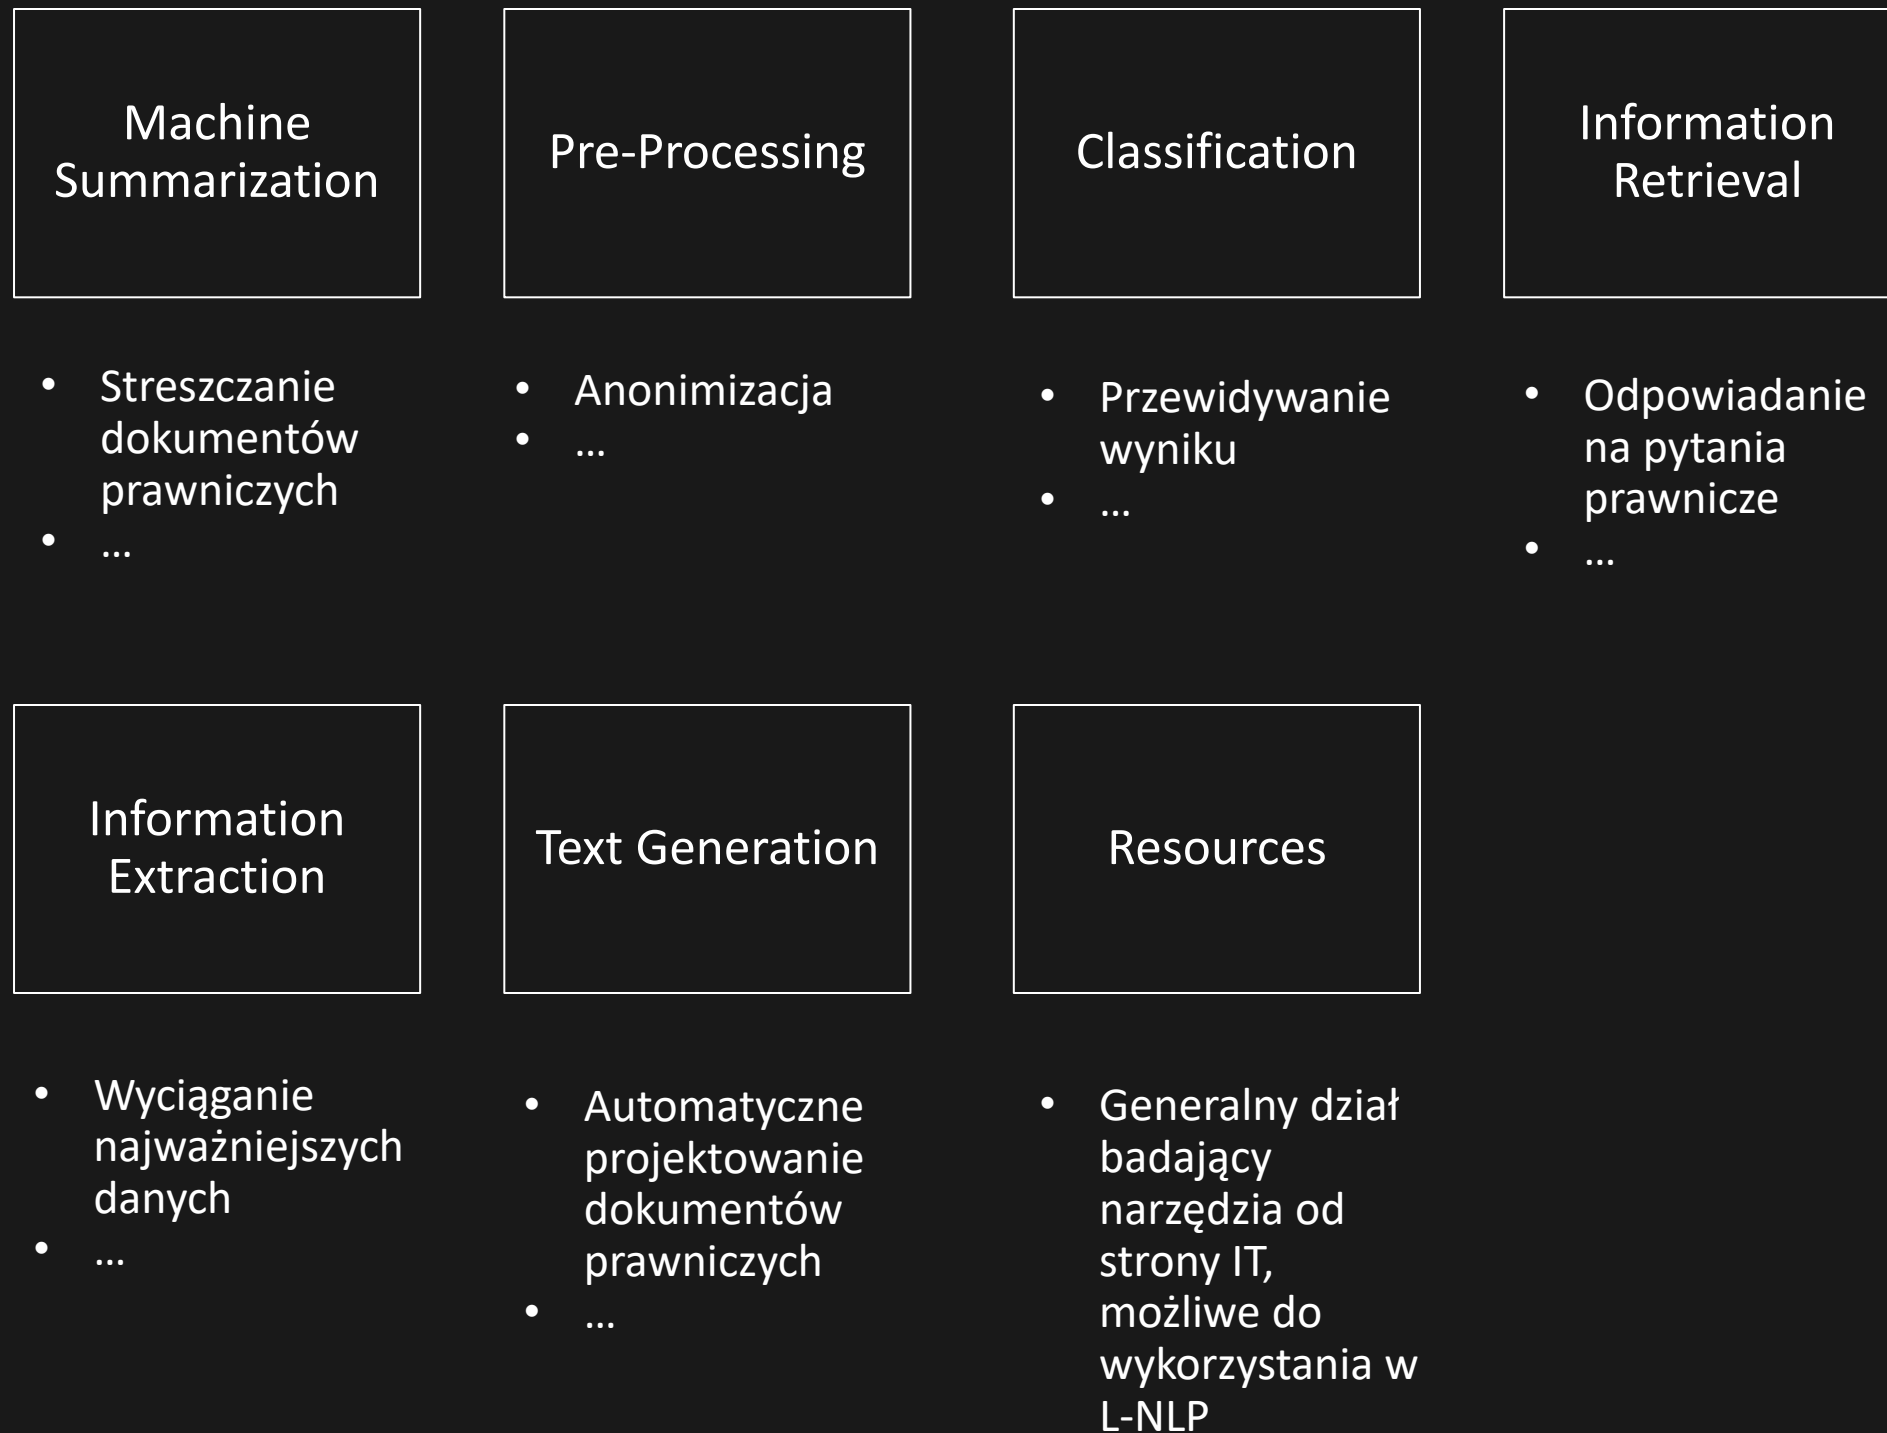 Machine
Summarization
• Streszczanie
dokumentów
prawniczych
• ...
Pre-Processing
• Anonimizacja
• ...
Classification
• Przewidywanie
wyniku
• ...
Information
Retrieval
• Odpowiadanie
na pytania
prawnicze
• ...
Information
Extraction
• Wyciąganie
najważniejszych
danych
• ...
Text Generation
• Automatyczne
projektowanie
dokumentów
prawniczych
• ...
Resources
• Generalny dział
badający
narzędzia od
strony IT,
możliwe do
wykorzystania w
L-NLP